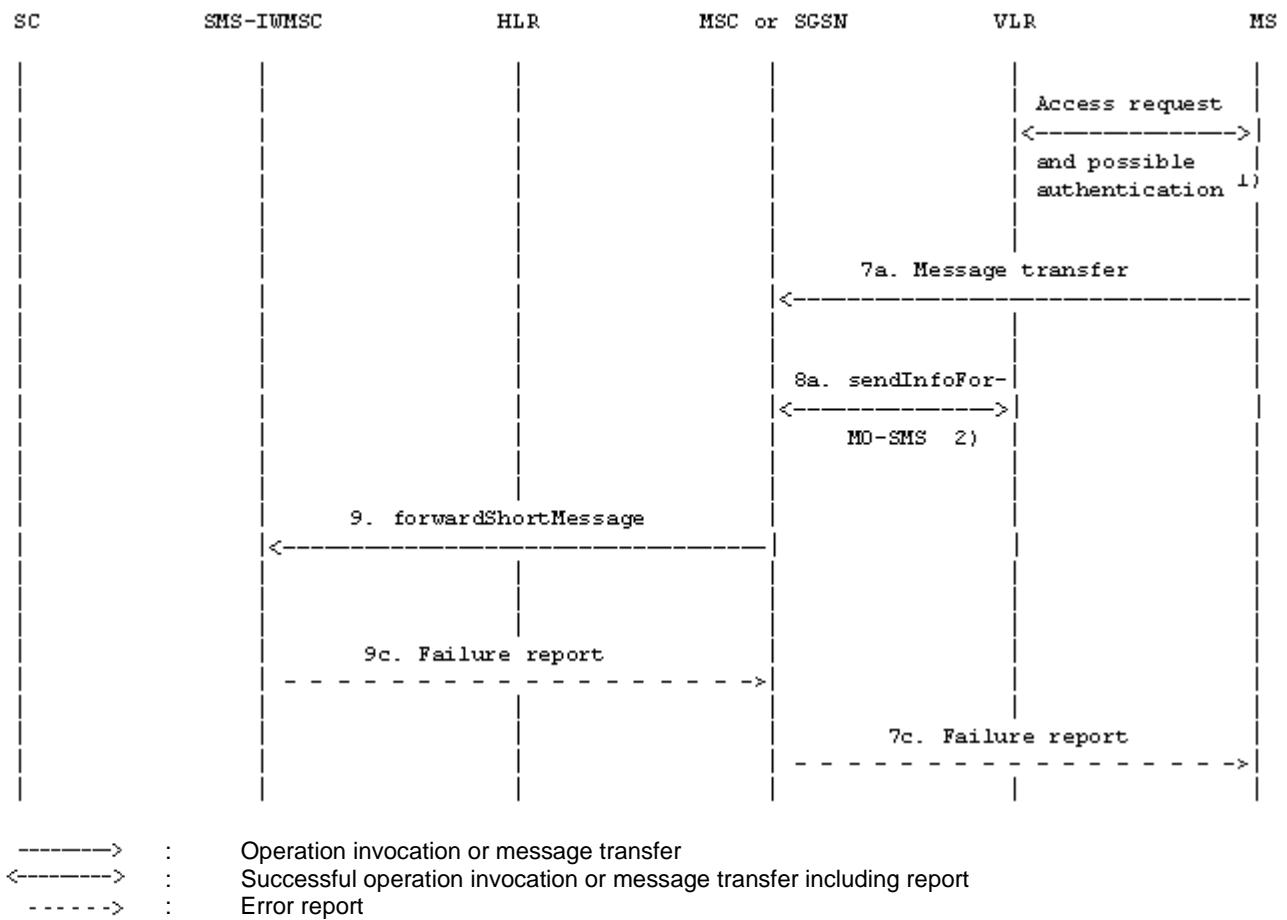 SC SMS-IWMSC HLR MSC or SGSN VLR MS
Access request
and possible
authentication 1)
7a. Message transfer
8a. sendInfoFor-
MO-SMS 2)
9. forwardShortMessage
9c. Failure report
7c. Failure report
: Operation invocation or message transfer
: Successful operation invocation or message transfer including report
: Error report